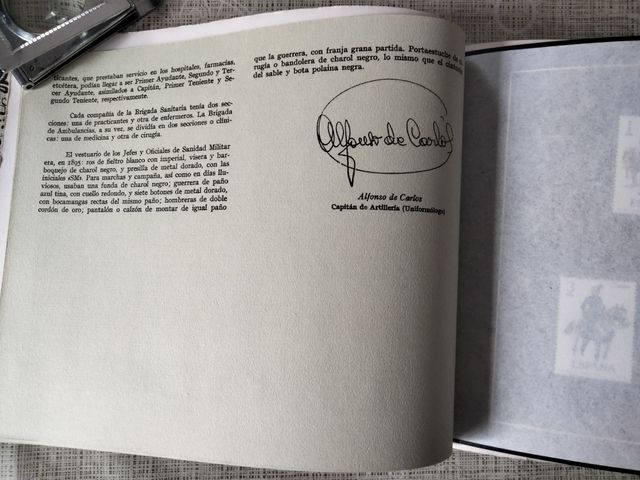 ticantes, que prestaban servicio en los hospitales, farmacias,
etcétera, podían llegar a ser Primer Ayudante, Segundo y Ter-
cer Ayudante, asimilados a Capitán, Primer Teniente y Se-
gundo Teniente, respectivamente.
Cada compañía de la Brigada Sanitaria tenía dos sec-
ciones: una de practicantes y otra de enfermeros. La Brigada
de Ambulancias, a su vez, se dividía en dos secciones o clíni-
cas: una de medicina y otra de cirugía.
El vestuario de los Jefes y Oficiales de Sanidad Militar
era, en 1895: ros de fieltro blanco con imperial, visera y bar-
boquejo de charol negro, y presilla de metal dorado, con las
iniciales «SM». Para marchas y campaña, así como en días llu-
viosos, usaban una funda de charol negro; guerrera de paño
azul tina, con cuello redondo, y siete botones de metal dorado,
con bocamangas rectas del mismo paño; hombreras de doble
cordón de oro; pantalón o calzón de montar de igual paño
que la guerrera, con franja grana partida. Portaestuche de
rugía o bandolera de charol negro, lo mismo que el
del sable y bota polaina negra.
Alfonso de Carlos
Alfonso de Carlos
Capitán de Artillería (Uniformólogo)
ESPAÑA